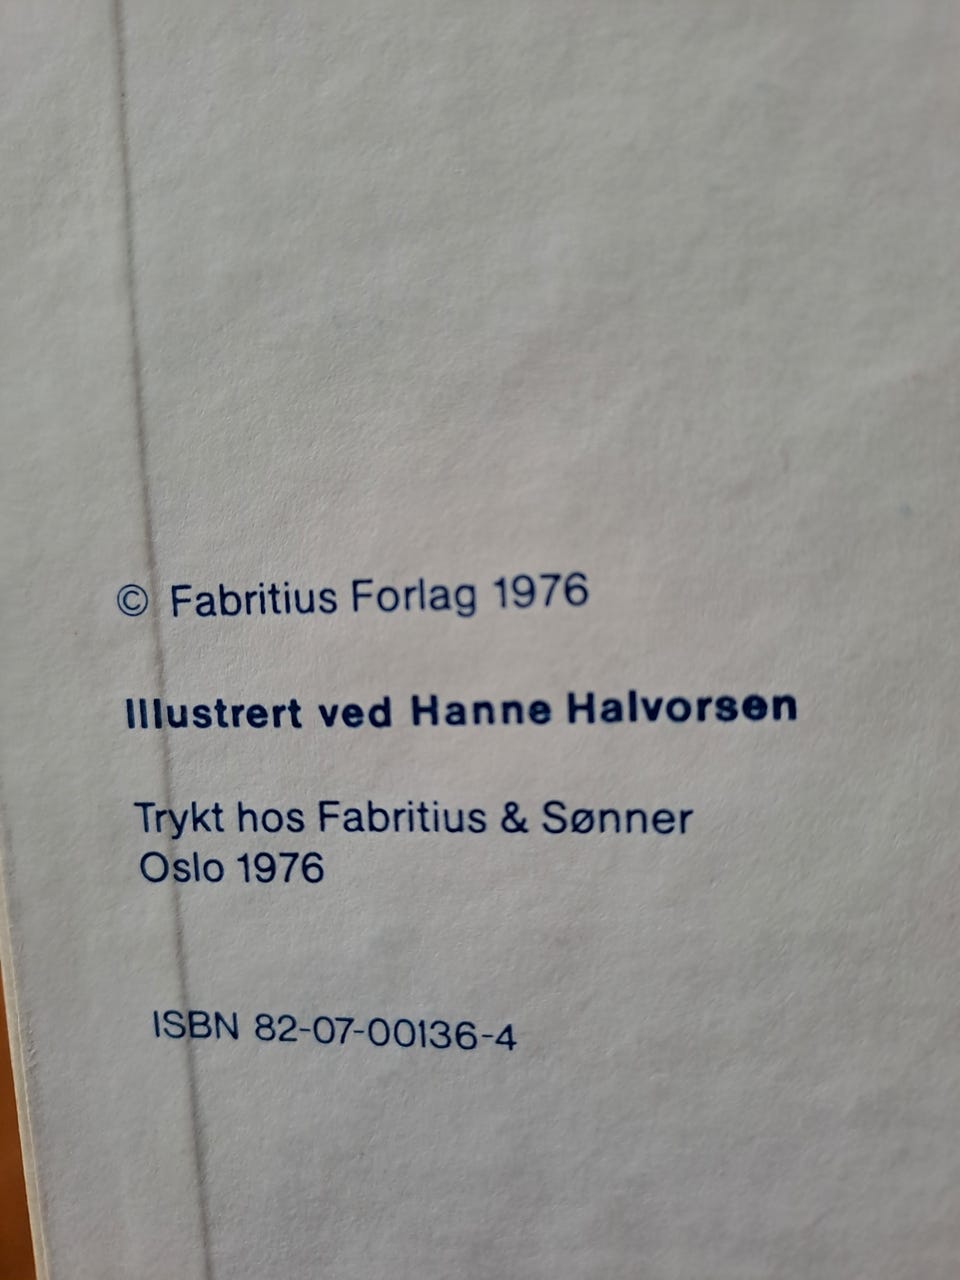 © Fabritius Forlag 1976
Illustrert ved Hanne Halvorsen
Trykt hos Fabritius & Sønner
Oslo 1976
ISBN 82-07-00136-4